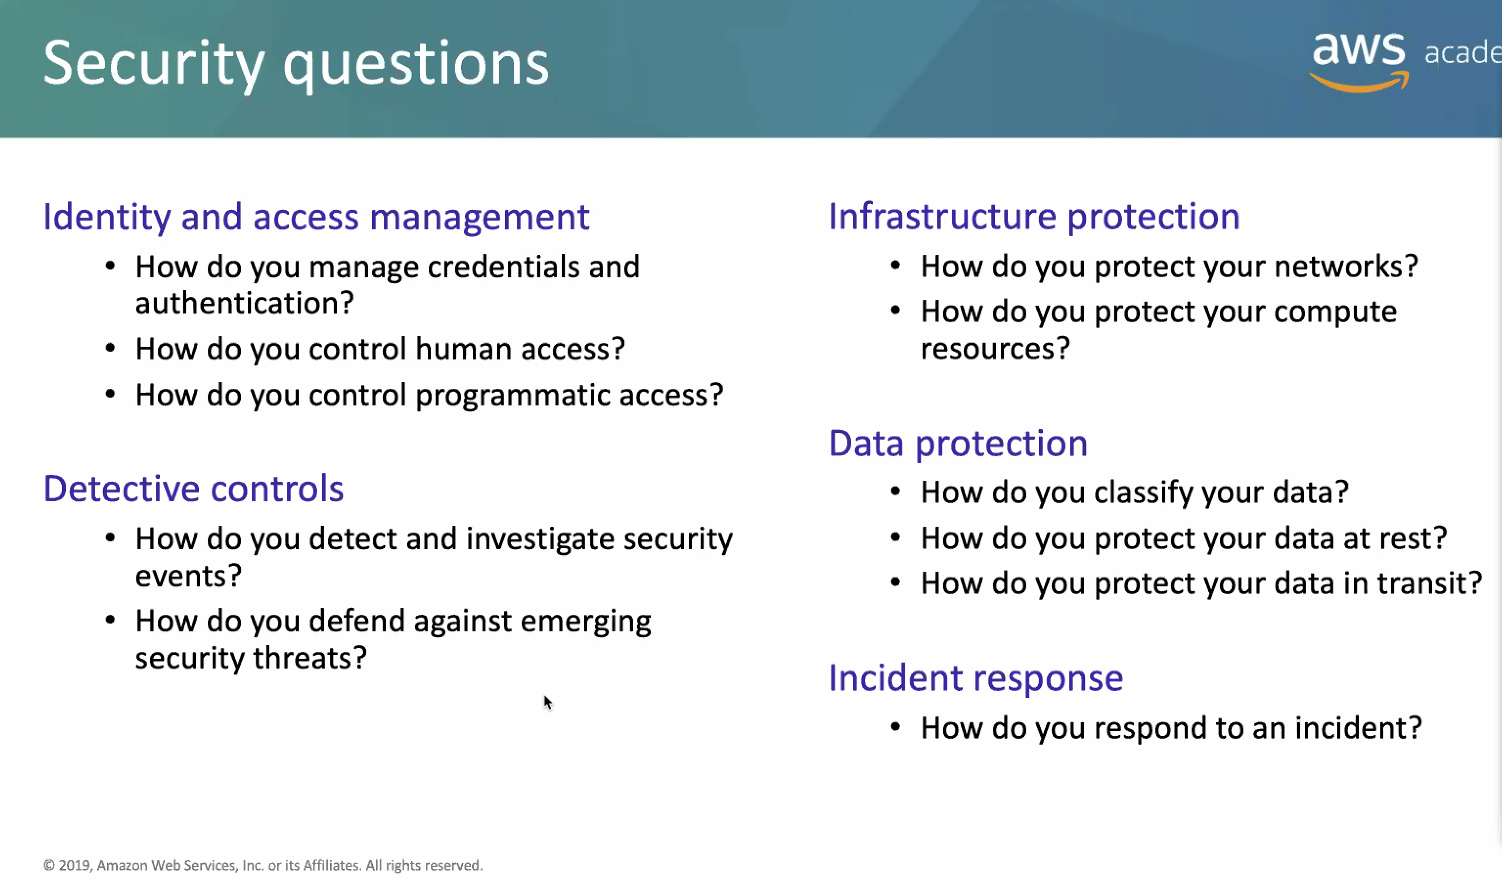 Security questions
aws acade
Identity and access management
• How do you manage credentials and
authentication?
• How do you control human access?
• How do you control programmatic access?
Detective controls
• How do you detect and investigate security
events?
• How do you defend against emerging
security threats?
Infrastructure protection
• How do you protect your networks?
• How do you protect your compute
resources?
Data protection
• How do you classify your data?
• How do you protect your data at rest?
• How do you protect your data in transit?
Incident response
• How do you respond to an incident?
© 2019, Amazon Web Services, Inc. or its Affiliates. All rights reserved.